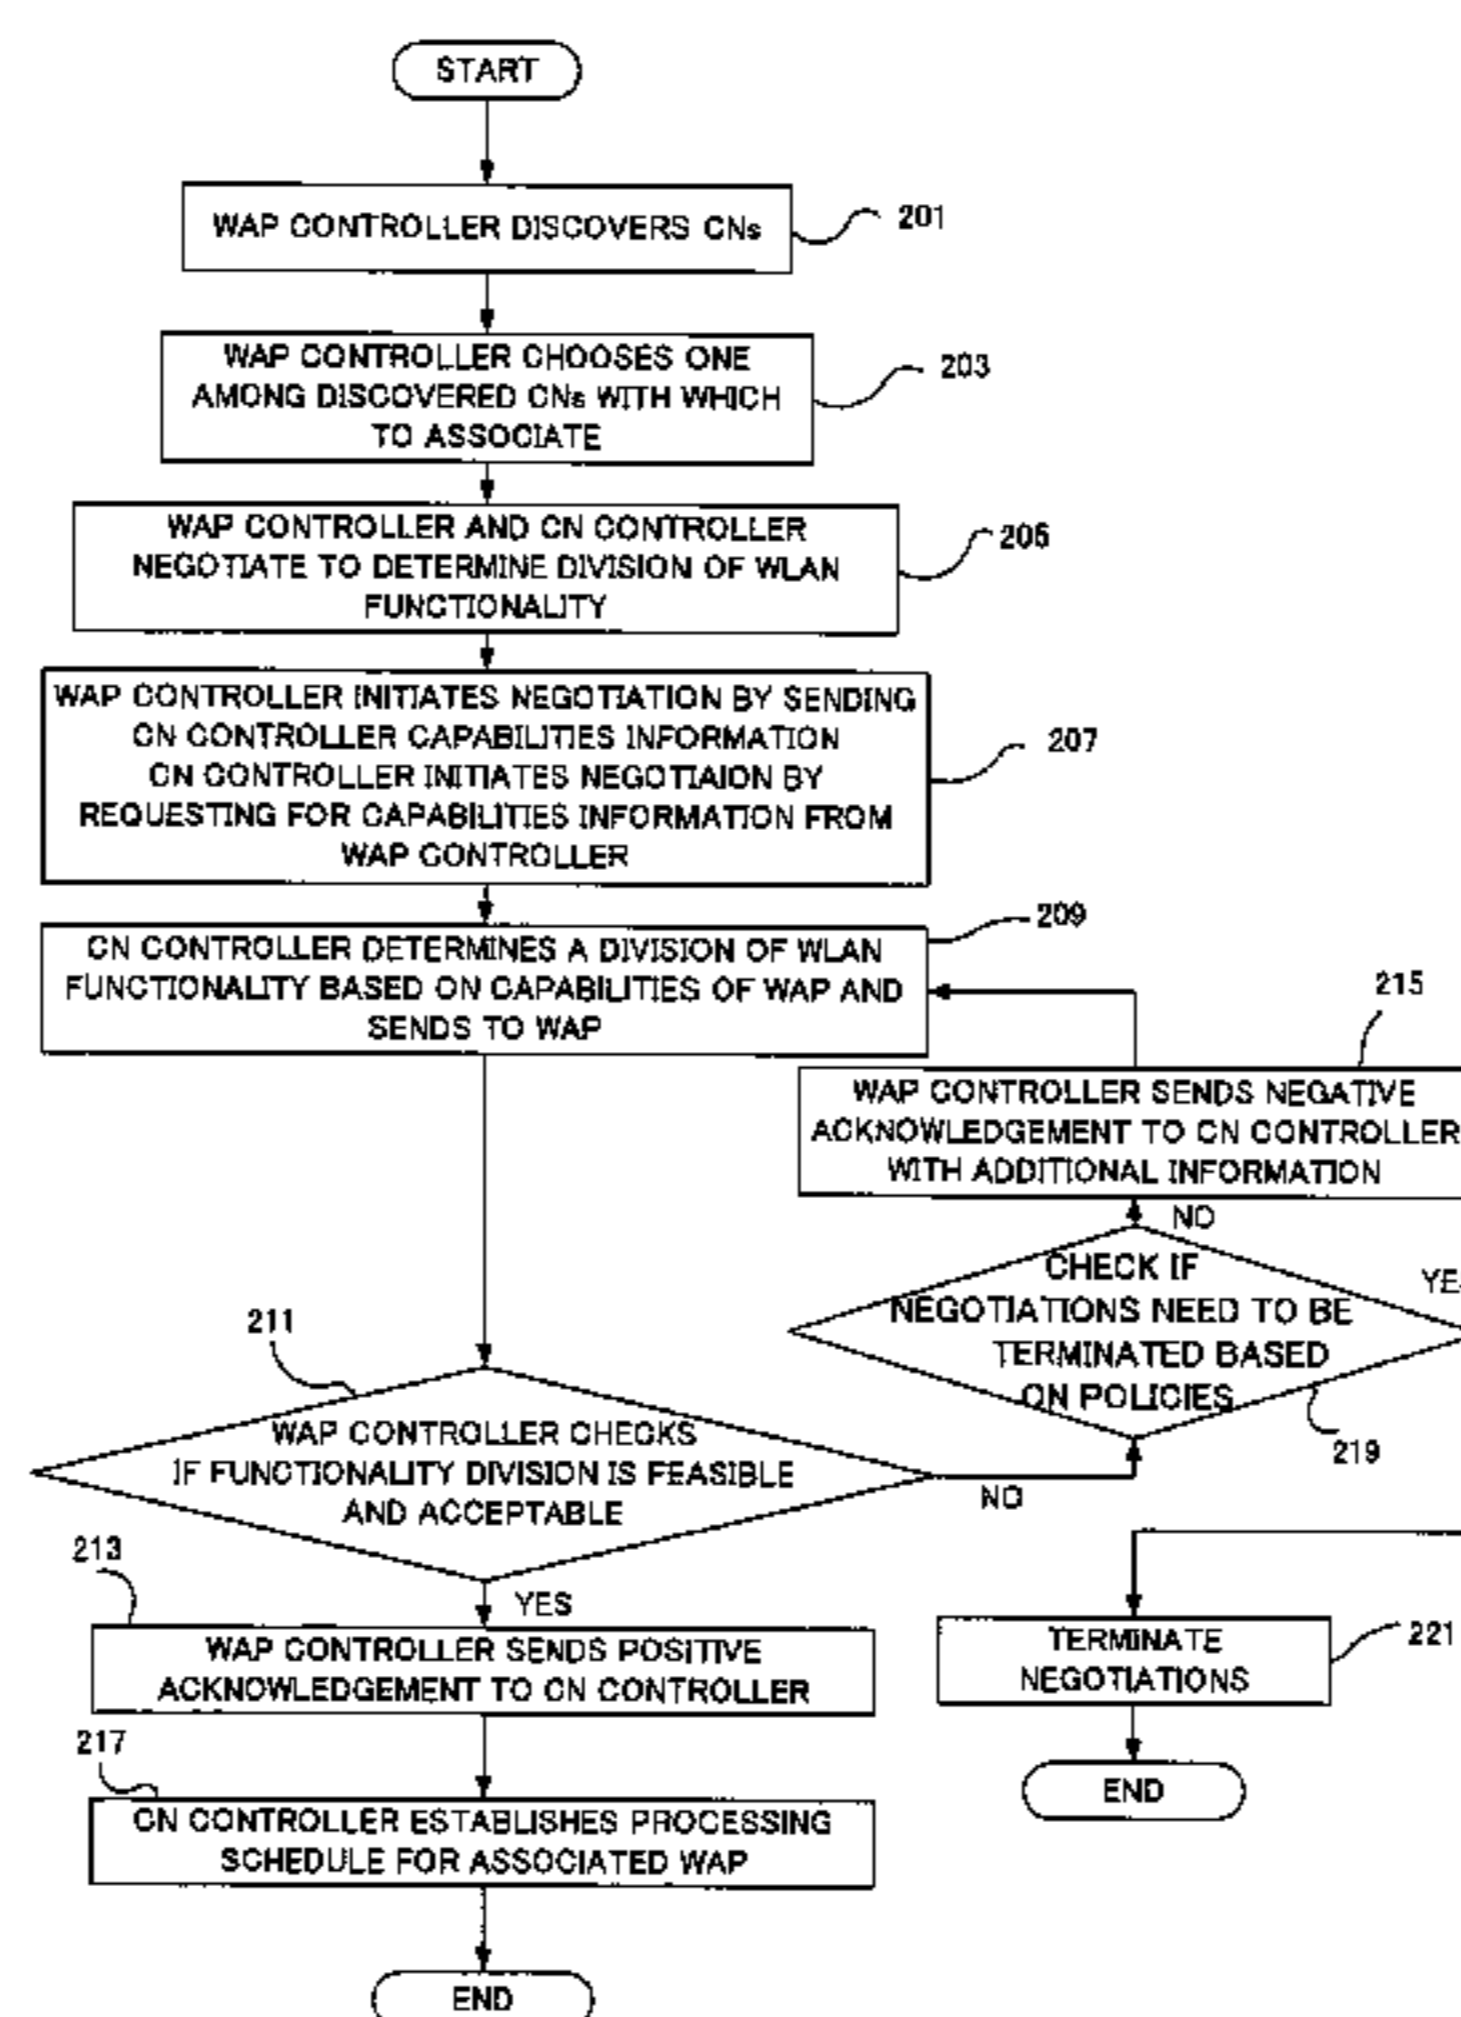 START
WAP CONTROLLER DISCOVERS CNs
201
WAP CONTROLLER CHOOSES ONE
AMONG DISCOVERED CNs WITH WHICH
TO ASSOCIATE
203
WAP CONTROLLER AND CN CONTROLLER
NEGOTIATE TO DETERMINE DIVISION OF WLAN
FUNCTIONALITY
206
WAP CONTROLLER INITIATES NEGOTIATION BY SENDING
CN CONTROLLER CAPABILITIES INFORMATION
CN CONTROLLER INITIATES NEGOTIAION BY
REQUESTING FOR CAPABILITIES INFORMATION FROM
WAP CONTROLLER
207
CN CONTROLLER DETERMINES A DIVISION OF WLAN
FUNCTIONALITY BASED ON CAPABILITIES OF WAP AND
SENDS TO WAP
209
215
WAP CONTROLLER SENDS NEGATIVE
ACKNOWLEDGEMENT TO CN CONTROLLER
WITH ADDITIONAL INFORMATION
NO
CHECK IF
NEGOTIATIONS NEED TO BE
TERMINATED BASED
ON POLICIES
219
211
WAP CONTROLLER CHECKS
IF FUNCTIONALITY DIVISION IS FEASIBLE
AND ACCEPTABLE
NO
213
YES
WAP CONTROLLER SENDS POSITIVE
ACKNOWLEDGEMENT TO CN CONTROLLER
TERMINATE
NEGOTIATIONS
221
217
CN CONTROLLER ESTABLISHES PROCESSING
SCHEDULE FOR ASSOCIATED WAP
END
END